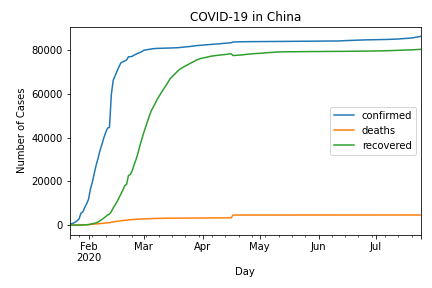 COVID-19 in China
Number of Cases
80000
60000
40000
20000
0
confirmed
deaths
recovered
Feb Mar Apr May Jun Jul
2020
Day